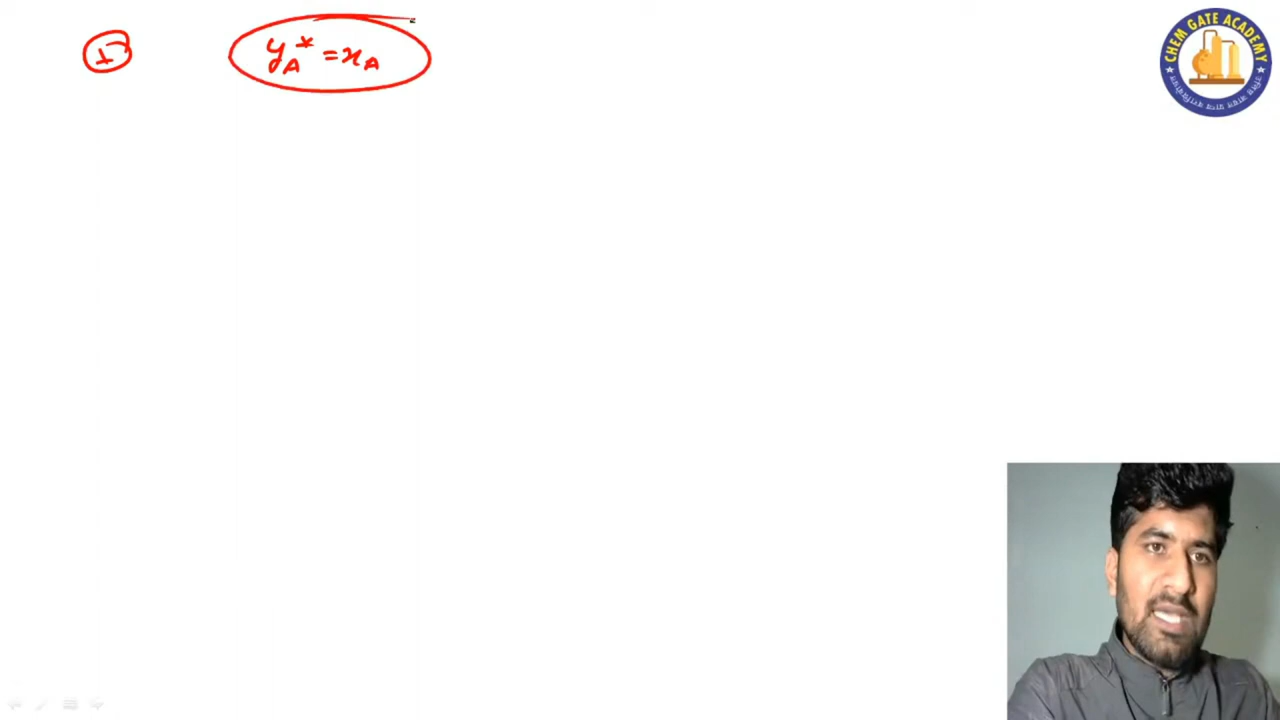 I
y_A* = x_A
CHEM GATE ACADEMY